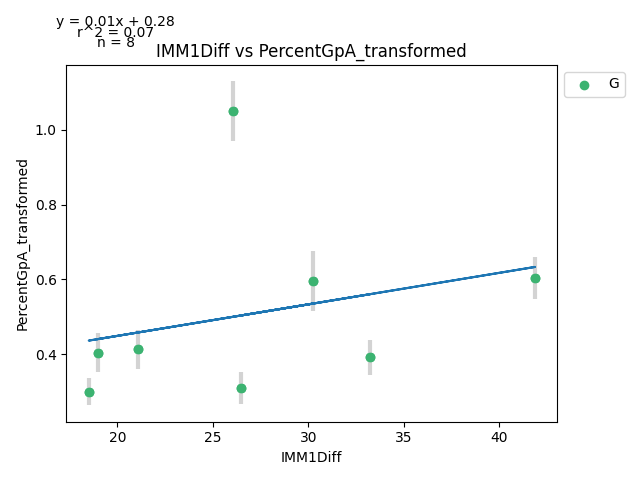 y = 0.01x + 0.28
r^2 = 0.07
n = 8
IMM1Diff vs PercentGpA_transformed
G
PercentGpA_transformed
1.0
0.8
0.6
0.4
20 25 30 35 40
IMM1Diff